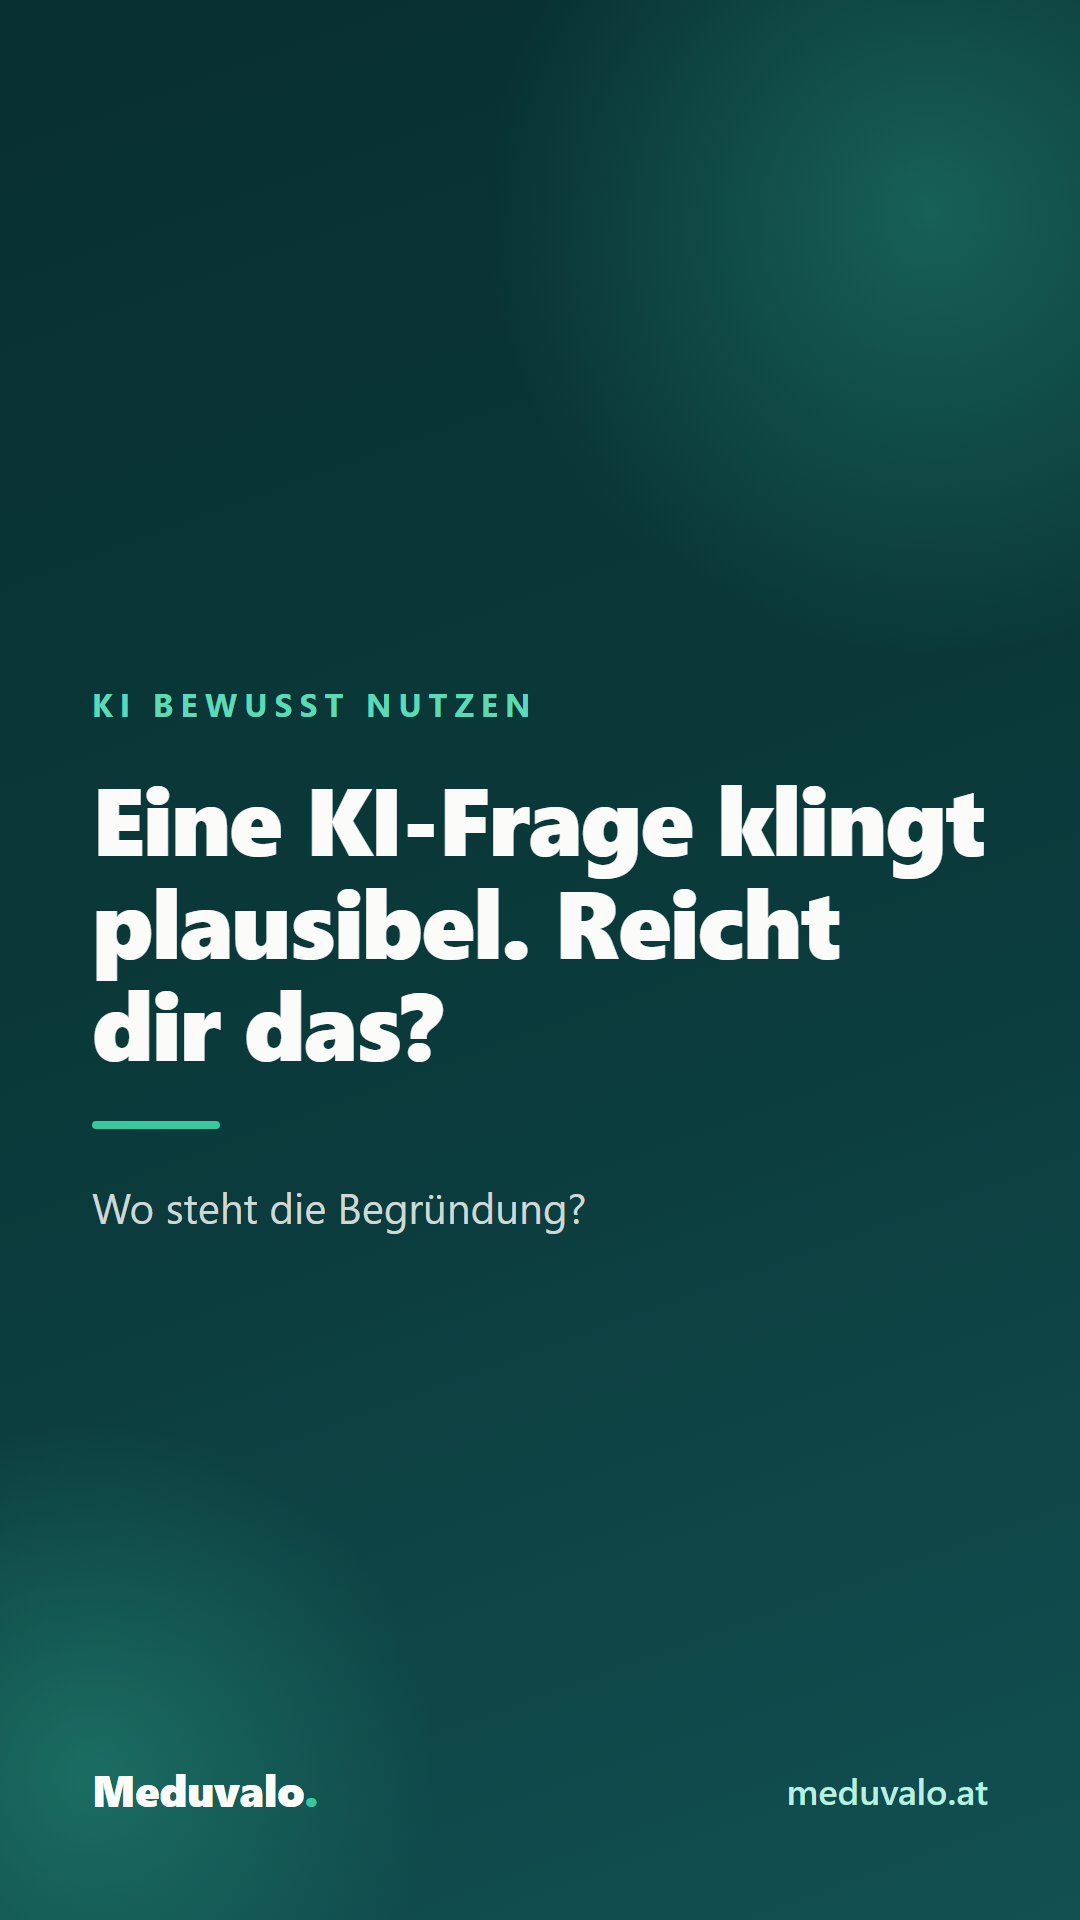 KI BEWUSST NUTZEN
Eine KI-Frage klingt
plausibel. Reicht
dir das?
Wo steht die Begründung?
Meduvalo.
meduvalo.at